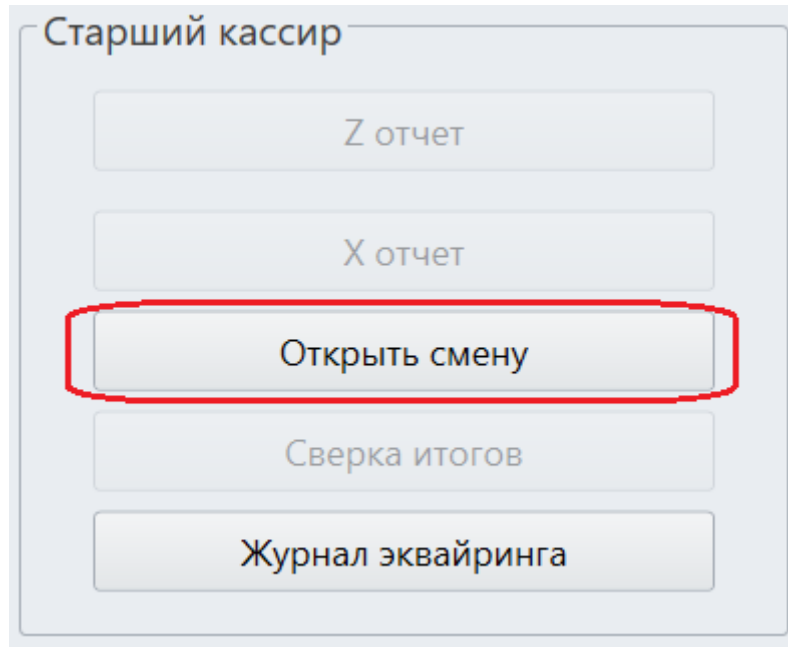 Старший кассир
Z отчет
X отчет
Открыть смену
Сверка итогов
Журнал эквайринга